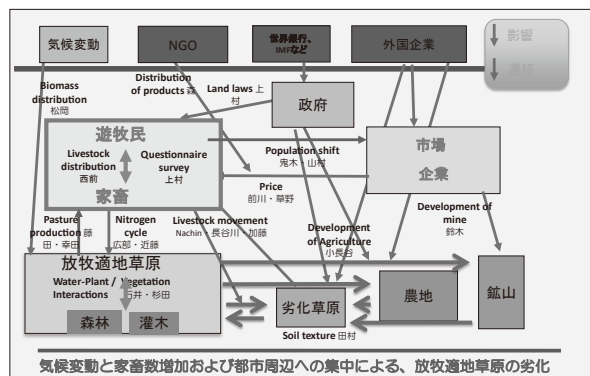 気候変動
NGO
世界銀行、
IMFなど
外国企業
影響
遷移
Biomass
distribution
松岡
Distribution
of products 森
Land laws 上
村
政府
遊牧民
Livestock
distribution
西前
Questionnaire
survey
上村
家畜
Population shift
鬼木・山村
市場
企業
Price
前川・草野
Pasture
production 藤
田・幸田
Nitrogen
cycle
広部・近藤
Livestock movement
Nachin・長谷川・加藤
Development
of Agriculture
小長谷
Development of
mine
鈴木
放牧適地草原
Water-Plant / Vegetation
Interactions 石井・杉田
森林
灌木
劣化草原
Soil texture 田村
農地
鉱山
気候変動と家畜数増加および都市周辺への集中による、放牧適地草原の劣化